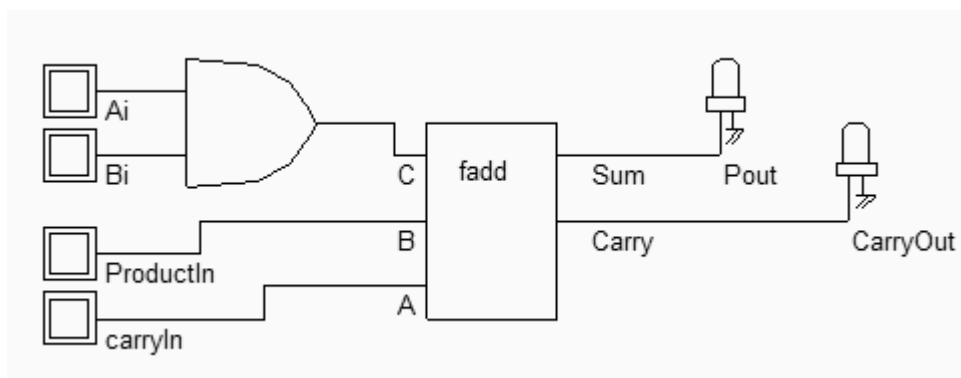 Ai
Bi
C
fadd
Sum
Pout
ProductIn
B
Carry
CarryOut
A
carryIn